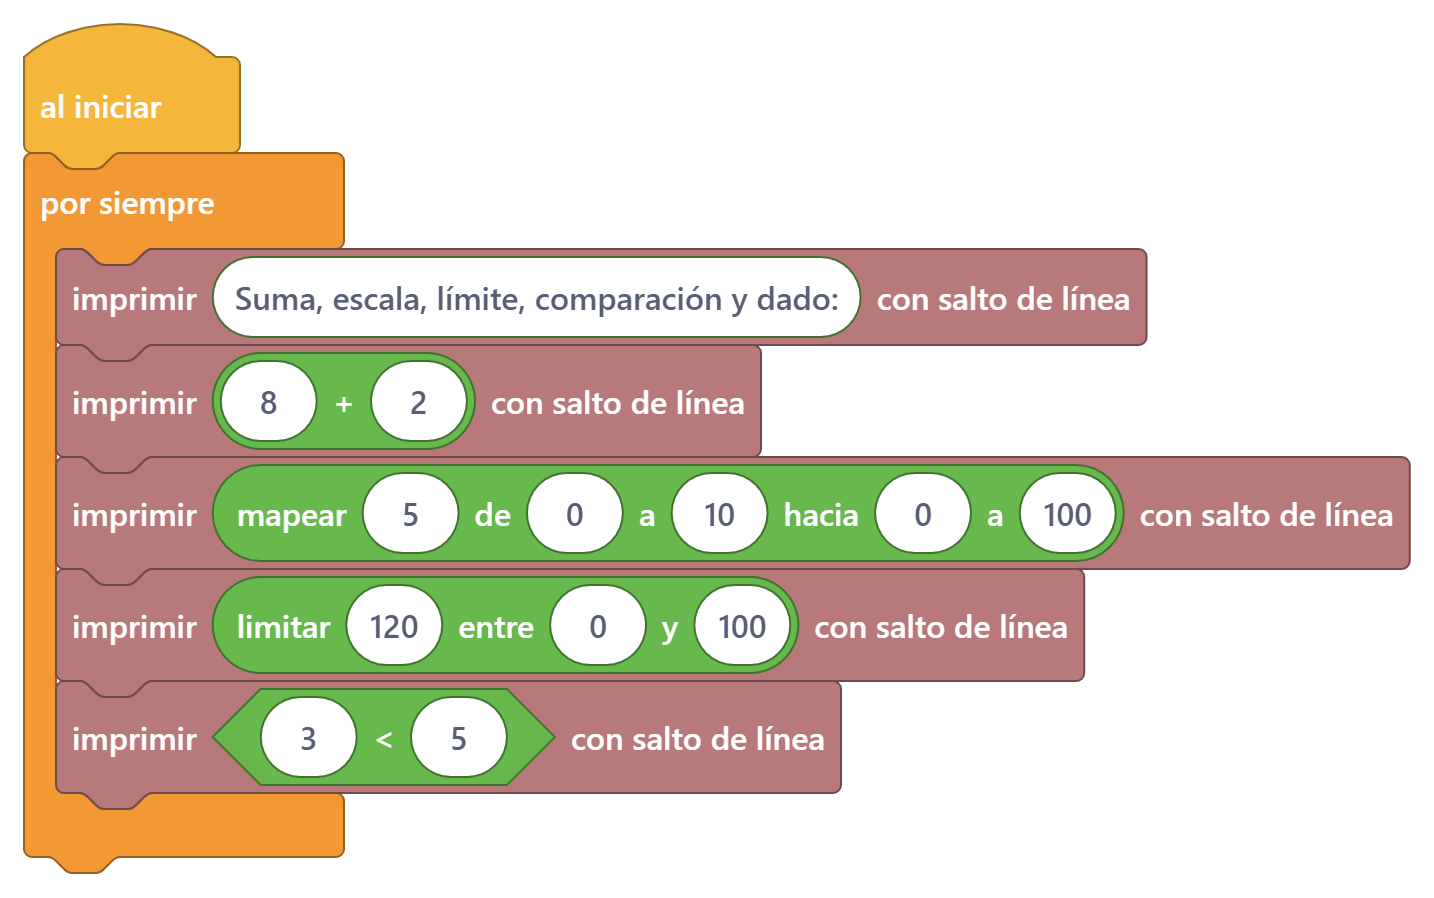 al iniciar
por siempre
imprimir Suma, escala, límite, comparación y dado: con salto de línea
imprimir 8 + 2 con salto de línea
imprimir mapear 5 de 0 a 10 hacia 0 a 100 con salto de línea
imprimir limitar 120 entre 0 y 100 con salto de línea
imprimir 3 < 5 con salto de línea